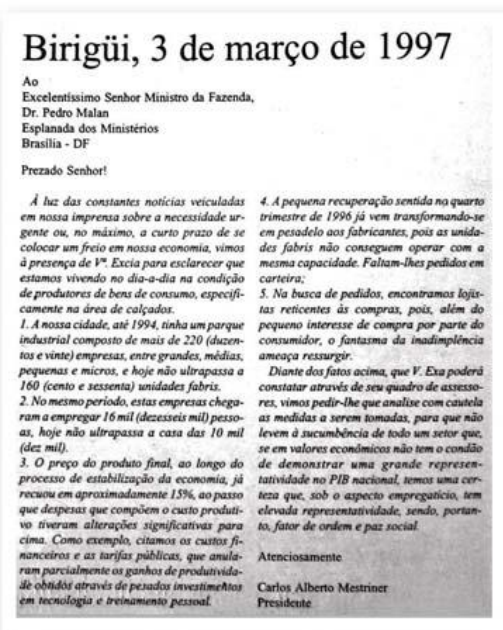 Birigüi, 3 de março de 1997
Ao
Excelentíssimo Senhor Ministro da Fazenda,
Dr. Pedro Malan
Esplanada dos Ministérios
Brasília - DF
Prezado Senhor!
À luz das constantes notícias veiculadas
em nossa imprensa sobre a necessidade ur-
gente ou, no máximo, a curto prazo de se
colocar um freio em nossa economia, vimos
à presença de Vª. Excia para esclarecer que
estamos vivendo no dia-a-dia na condição
de produtores de bens de consumo, especifi-
camente na área de calçados.
1. A nossa cidade, até 1994, tinha um parque
industrial composto de mais de 220 (duzen-
tos e vinte) empresas, entre grandes, médias,
pequenas e micros, e hoje não ultrapassa a
160 (cento e sessenta) unidades fabris.
2. No mesmo período, estas empresas chega-
ram a empregar 16 mil (dezesseis mil) pesso-
as, hoje não ultrapassa a casa das 10 mil
(dez mil).
3. O preço do produto final, ao longo do
processo de estabilização da economia, já
recuou em aproximadamente 15%, ao passo
que despesas que compõem o custo produti-
vo tiveram alterações significativas para
cima. Como exemplo, citamos os custos fi-
nanceiros e as tarifas públicas, que anula-
ram parcialmente os ganhos de produtivida-
de obtidos através de pesados investimentos
em tecnologia e treinamento pessoal.
4. A pequena recuperação sentida no quarto
trimestre de 1996 já vem transformando-se
em pesadelo aos fabricantes, pois as unida-
des fabris não conseguem operar com a
mesma capacidade. Faltam-lhes pedidos em
carteira;
5. Na busca de pedidos, encontramos lojis-
tas reticentes às compras, pois, além do
pequeno interesse de compra por parte do
consumidor, o fantasma da inadimplência
ameaça ressurgir.
Diante dos fatos acima, que V. Exa poderá
constatar através de seu quadro de assesso-
res, vimos pedir-lhe que analise com cautela
as medidas a serem tomadas, para que não
levem à sucumbência de todo um setor que,
se em valores econômicos não tem o condão
de demonstrar uma grande represen-
tatividade no PIB nacional, temos uma cer-
teza que, sob o aspecto empregatício, tem
elevada representatividade, sendo, portan-
to, fator de ordem e paz social.
Atenciosamente
Carlos Alberto Mestriner
Presidente